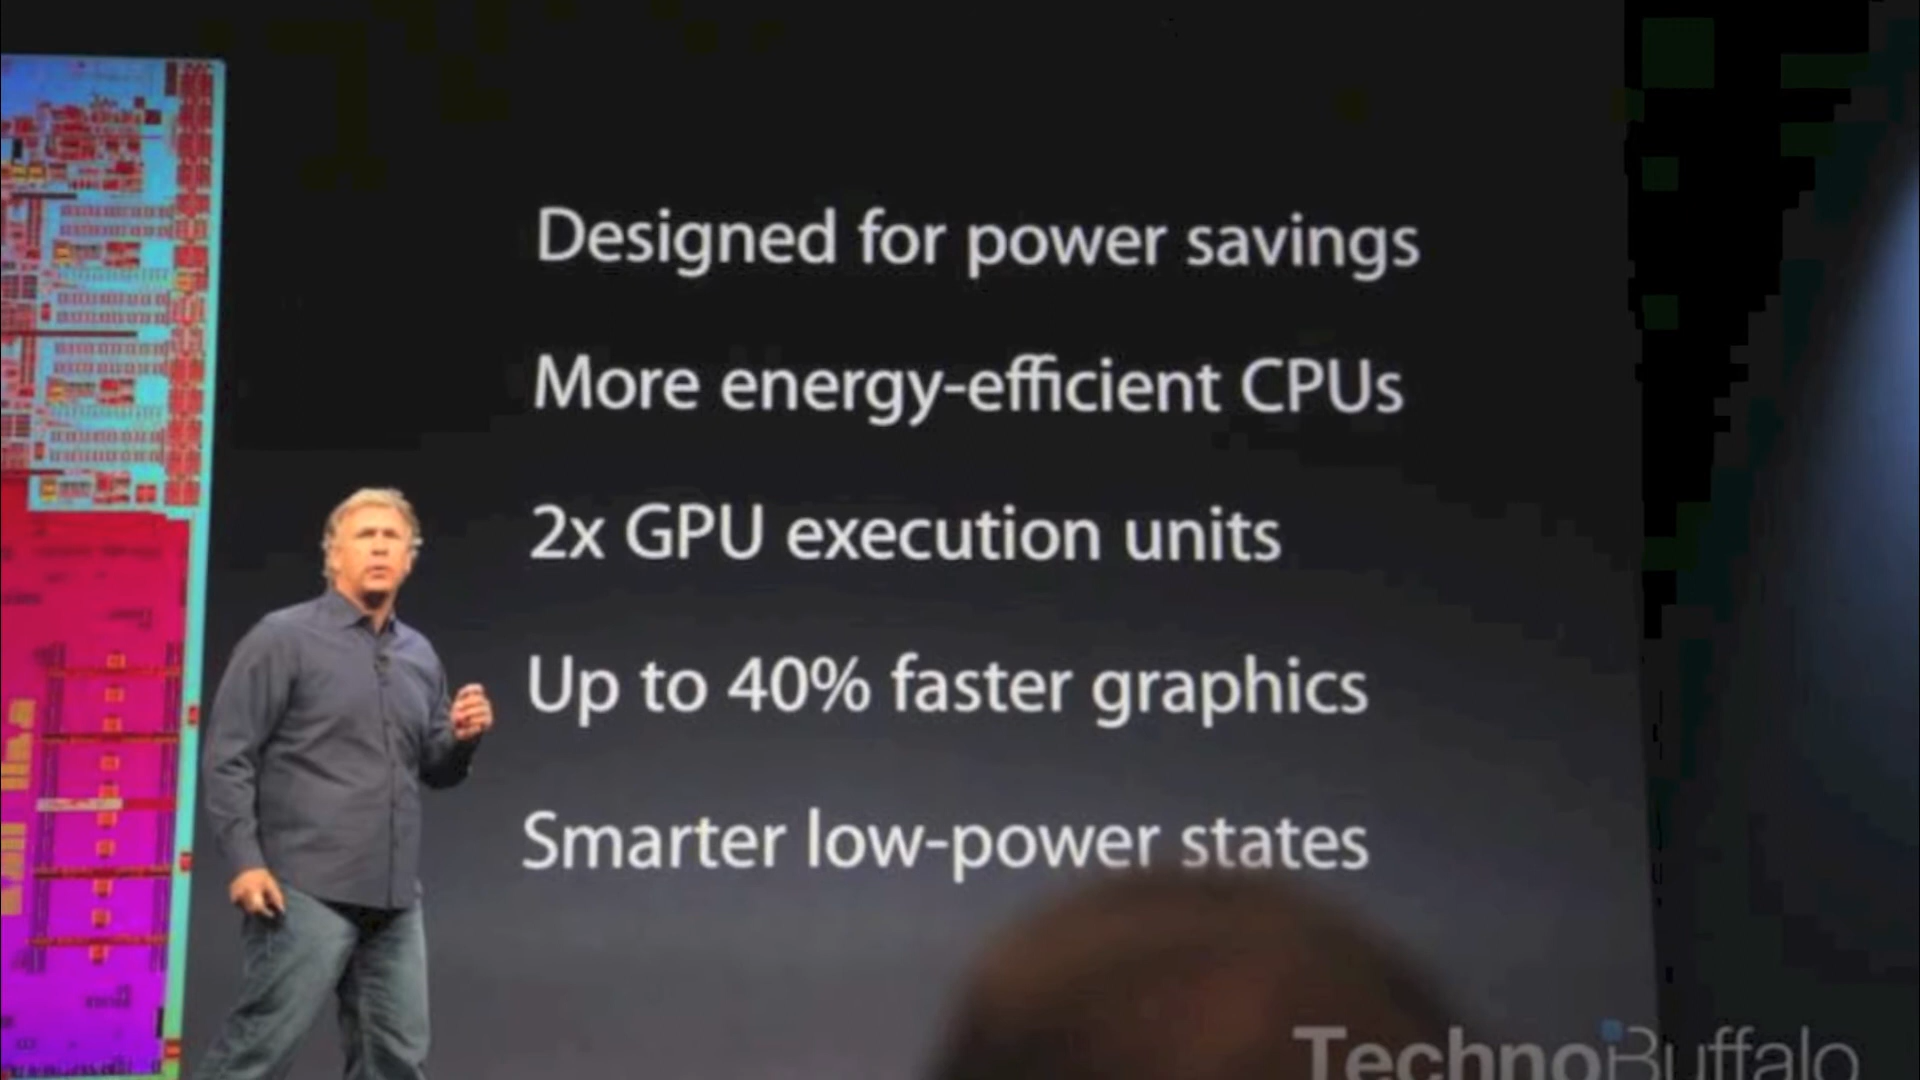 Designed for power savings
More energy-efficient CPUs
2x GPU execution units
Up to 40% faster graphics
Smarter low-power states
TechnoBuffalo